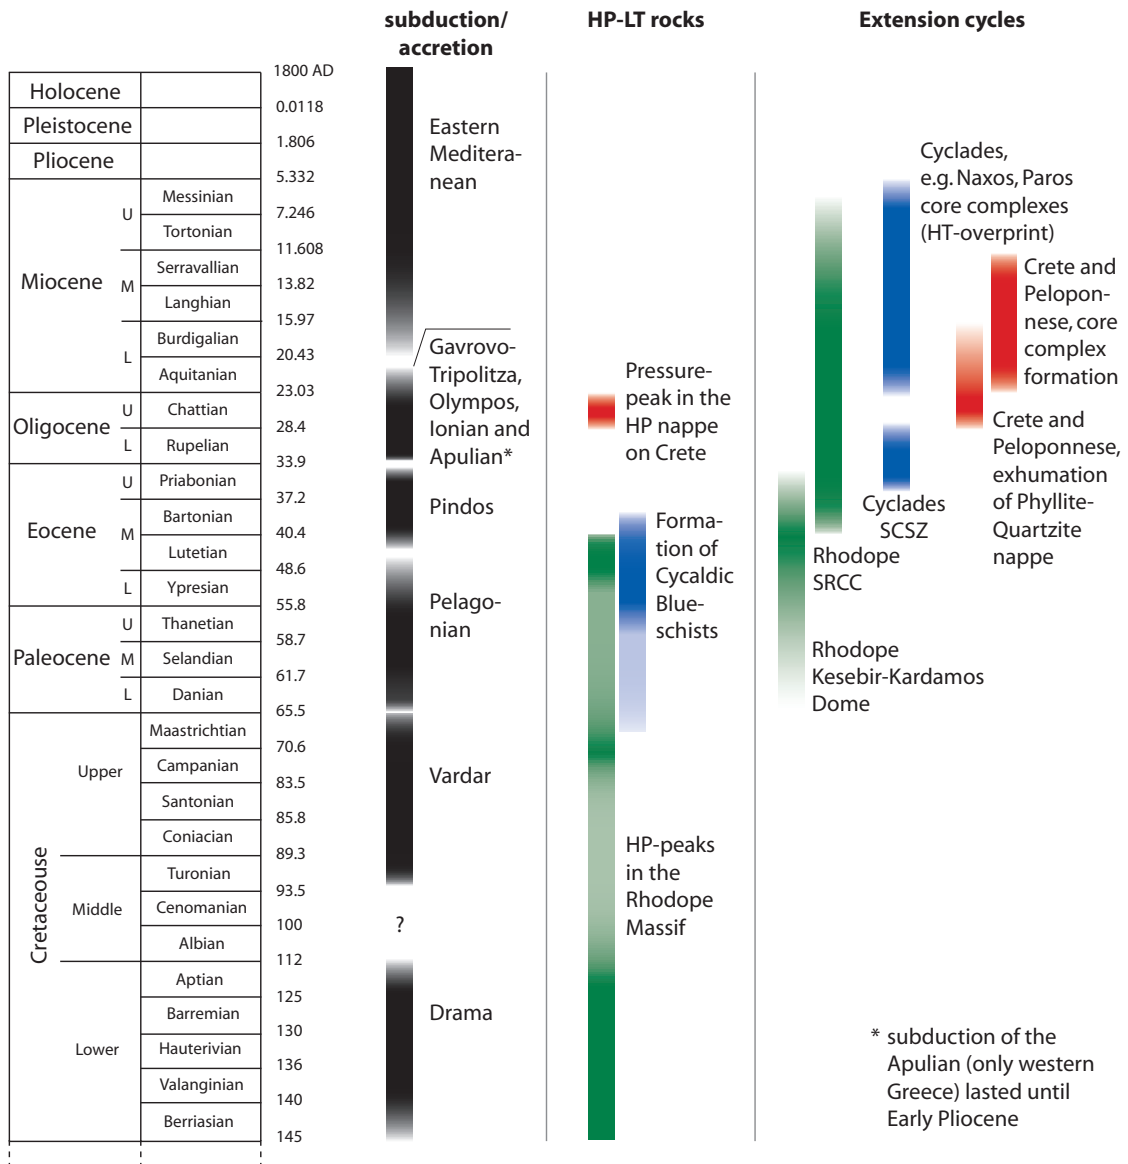 subduction/
accretion
HP-LT rocks
Extension cycles
Holocene
Pleistocene
Pliocene
Miocene
U
M
L
Oligocene
U
L
Eocene
U
M
L
Paleocene
U
M
L
Cretaceouse
Upper
Middle
Lower
Messinian
Tortonian
Serravallian
Langhian
Burdigalian
Aquitanian
Chattian
Rupelian
Priabonian
Bartonian
Lutetian
Ypresian
Thanetian
Selandian
Danian
Maastrichtian
Campanian
Santonian
Coniacian
Turonian
Cenomanian
Albian
Aptian
Barremian
Hauterivian
Valanginian
Berriasian
1800 AD
0.0118
1.806
5.332
7.246
11.608
13.82
15.97
20.43
23.03
28.4
33.9
37.2
40.4
48.6
55.8
58.7
61.7
65.5
70.6
83.5
85.8
89.3
93.5
100
112
125
130
136
140
145
Eastern
Meditera-
nean
Gavrovo-
Tripolitza,
Olympos,
Ionian and
Apulian*
Pindos
Pelago-
nian
Vardar
?
Drama
Pressure-
peak in the
HP nappe
on Crete
Forma-
tion of
Cycaldic
Blue-
schists
HP-peaks
in the
Rhodope
Massif
Cyclades,
e.g. Naxos, Paros
core complexes
(HT-overprint)
Crete and
Pelopon-
nese, core
complex
formation
Crete and
Peloponnese,
exhumation
of Phyllite-
Quartzite
nappe
Cyclades
SCSZ
Rhodope
SRCC
Rhodope
Kesebir-Kardamos
Dome
* subduction of the
Apulian (only western
Greece) lasted until
Early Pliocene